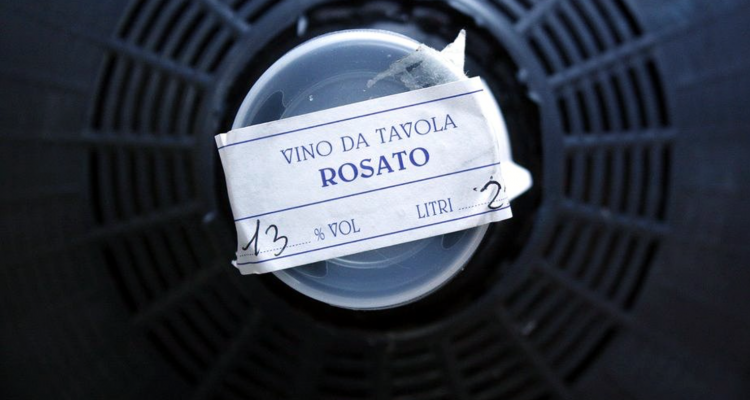 VINO DA TAVOLA
ROSATO
13 % VOL LITRI 2